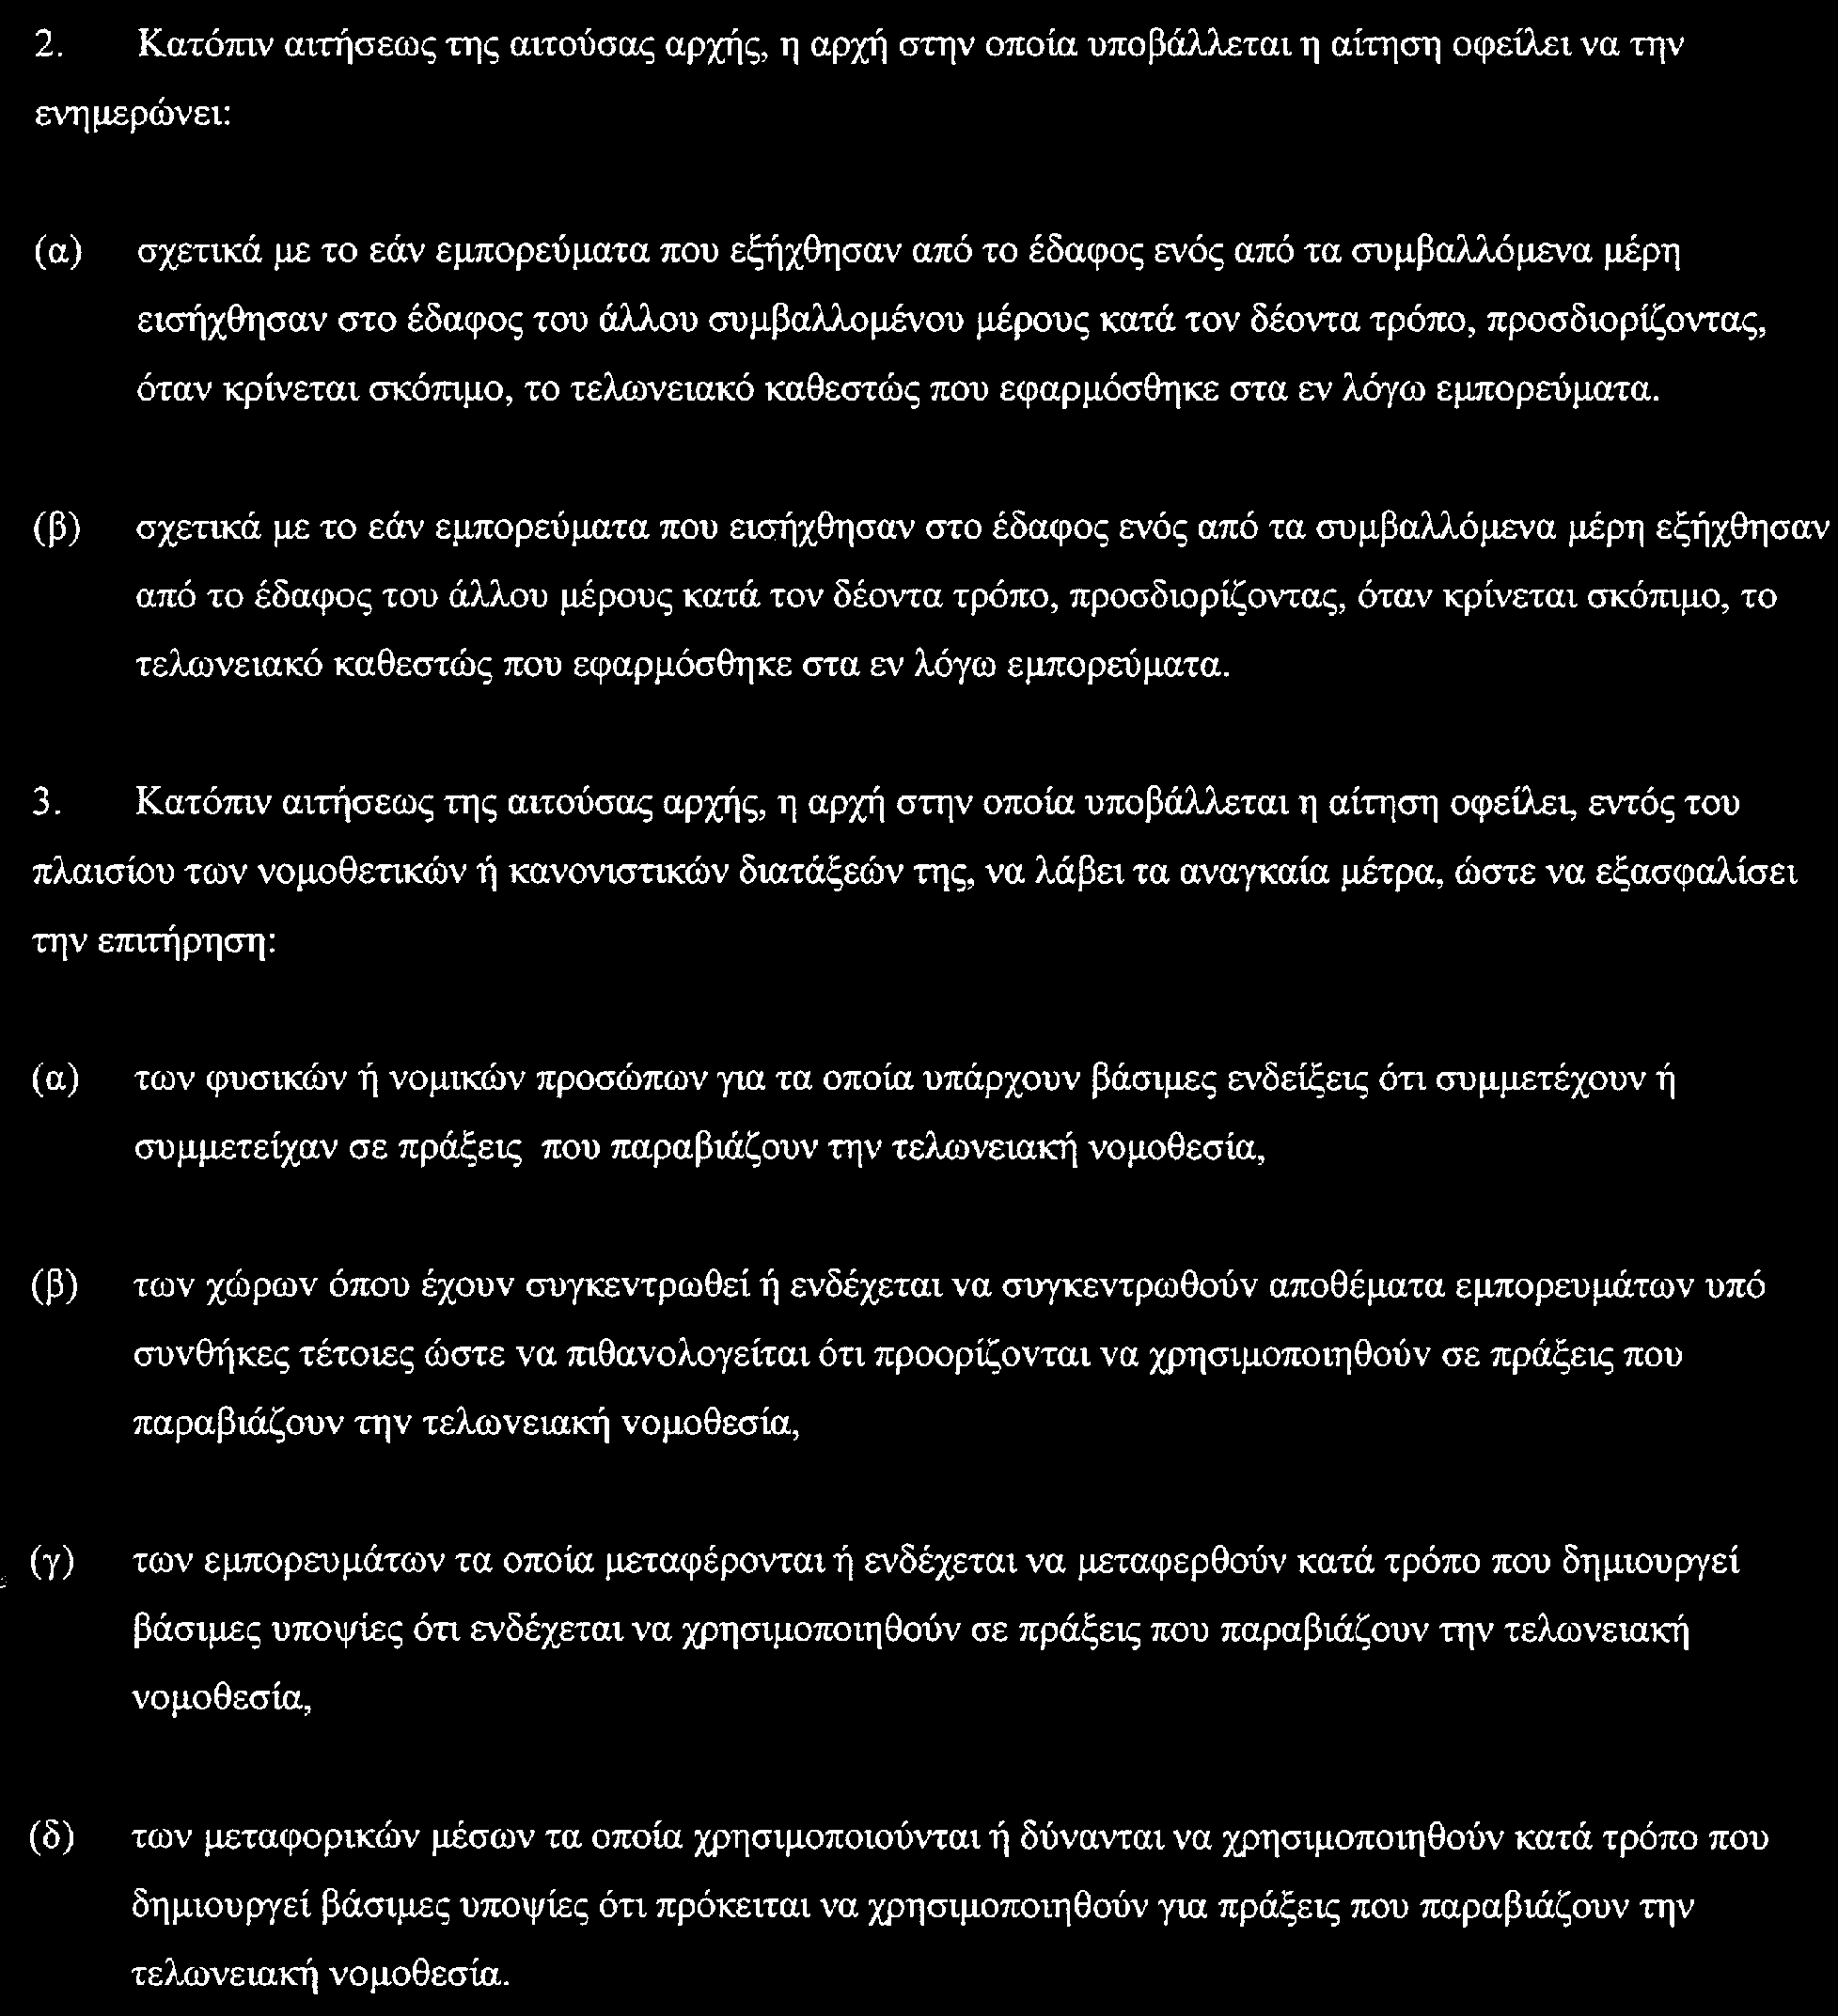 2. Κατόπιν αιτήσεως της αιτούσας αρχής, η αρχή στην οποία υποβάλλεται η αίτηση οφείλει να την
ενημερώνει:
(α) σχετικά με το εάν εμπορεύματα που εξήχθησαν από το έδαφος ενός από τα συμβαλλόμενα μέρη
εισήχθησαν στο έδαφος του άλλου συμβαλλομένου μέρους κατά τον δέοντα τρόπο, προσδιορίζοντας,
όταν κρίνεται σκόπιμο, το τελωνειακό καθεστώς που εφαρμόσθηκε στα εν λόγω εμπορεύματα.
(β) σχετικά με το εάν εμπορεύματα που εισήχθησαν στο έδαφος ενός από τα συμβαλλόμενα μέρη εξήχθησαν
από το έδαφος του άλλου μέρους κατά τον δέοντα τρόπο, προσδιορίζοντας, όταν κρίνεται σκόπιμο, το
τελωνειακό καθεστώς που εφαρμόσθηκε στα εν λόγω εμπορεύματα.
3. Κατόπιν αιτήσεως της αιτούσας αρχής, η αρχή στην οποία υποβάλλεται η αίτηση οφείλει, εντός του
πλαισίου των νομοθετικών ή κανονιστικών διατάξεών της, να λάβει τα αναγκαία μέτρα, ώστε να εξασφαλίσει
την επιτήρηση:
(α) των φυσικών ή νομικών προσώπων για τα οποία υπάρχουν βάσιμες ενδείξεις ότι συμμετέχουν ή
συμμετείχαν σε πράξεις που παραβιάζουν την τελωνειακή νομοθεσία,
(β) των χώρων όπου έχουν συγκεντρωθεί ή ενδέχεται να συγκεντρωθούν αποθέματα εμπορευμάτων υπό
συνθήκες τέτοιες ώστε να πιθανολογείται ότι προορίζονται να χρησιμοποιηθούν σε πράξεις που
παραβιάζουν την τελωνειακή νομοθεσία,
(γ) των εμπορευμάτων τα οποία μεταφέρονται ή ενδέχεται να μεταφερθούν κατά τρόπο που δημιουργεί
βάσιμες υποψίες ότι ενδέχεται να χρησιμοποιηθούν σε πράξεις που παραβιάζουν την τελωνειακή
νομοθεσία,
(δ) των μεταφορικών μέσων τα οποία χρησιμοποιούνται ή δύνανται να χρησιμοποιηθούν κατά τρόπο που
δημιουργεί βάσιμες υποψίες ότι πρόκειται να χρησιμοποιηθούν για πράξεις που παραβιάζουν την
τελωνειακή νομοθεσία.